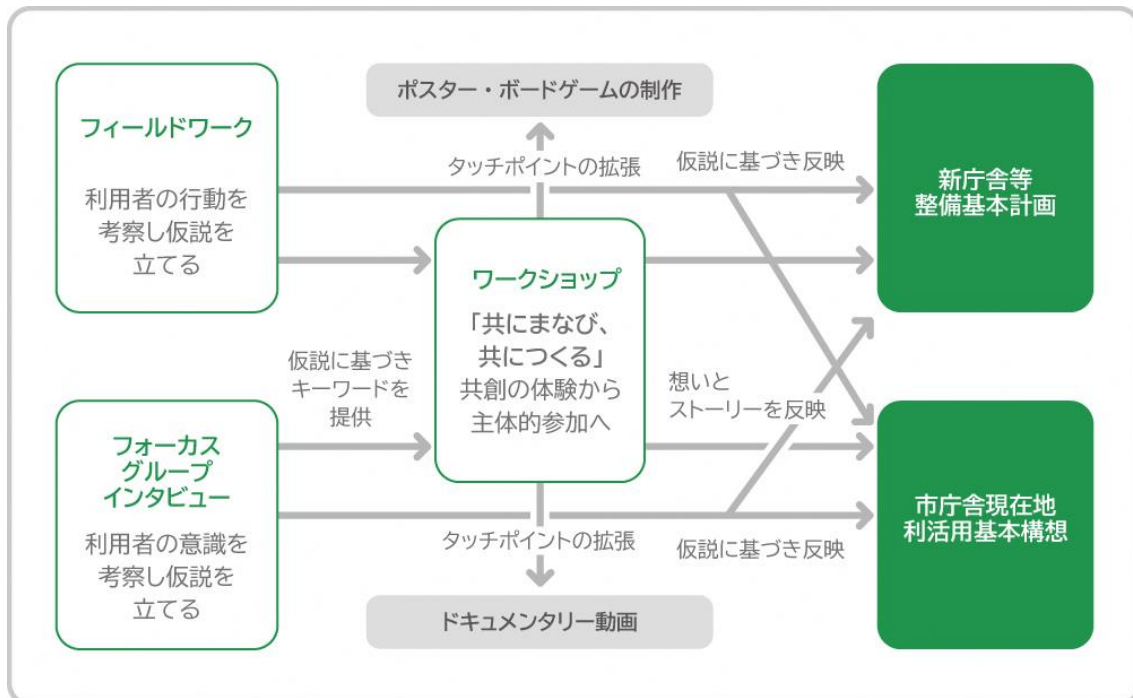 ポスター・ボードゲームの制作
フィールドワーク
利用者の行動を
考察し仮説を
立てる
タッチポイントの拡張
仮説に基づき反映
新庁舎等
整備基本計画
ワークショップ
「共にまなび、
共につくる」
共創の体験から
主体的参加へ
仮説に基づき
キーワードを
提供
想いと
ストーリーを反映
フォーカス
グループ
インタビュー
利用者の意識を
考察し仮説を
立てる
タッチポイントの拡張
仮説に基づき反映
市庁舎現在地
利活用基本構想
ドキュメンタリー動画